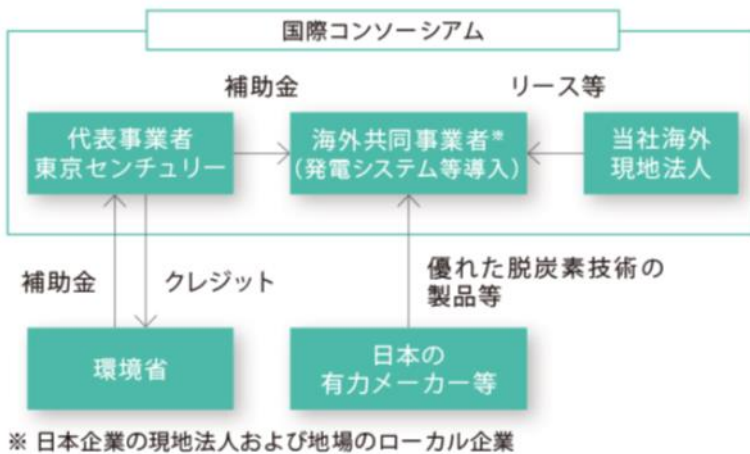 国際コンソーシアム
補助金
リース等
代表事業者
東京センチュリー
海外共同事業者※
(発電システム等導入)
当社海外
現地法人
補助金
クレジット
優れた脱炭素技術の
製品等
環境省
日本の
有力メーカー等
※ 日本企業の現地法人および地場のローカル企業